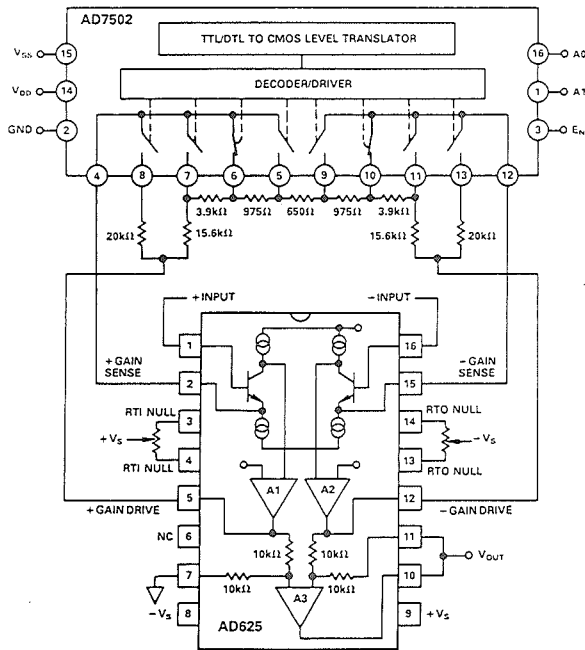 AD7502
TTL/DTL TO CMOS LEVEL TRANSLATOR
DECODER/DRIVER
VSS 15
VDD 14
GND 2
16 A0
1 A1
3 EN
4 8 7 6 5 9 10 11 13 12
3.9kΩ 975Ω 650Ω 975Ω 3.9kΩ
20kΩ 15.6kΩ 15.6kΩ 20kΩ
+INPUT -INPUT
1 16
+GAIN SENSE
2 15
-GAIN SENSE
RTI NULL 3 14 RTO NULL
+VS -VS
RTI NULL 4 13 RTO NULL
A1 A2
5 12
+GAIN DRIVE -GAIN DRIVE
NC 6 11
10kΩ 10kΩ
VOUT
7 10kΩ 10kΩ 10
A3
-VS 8 9 +VS
AD625